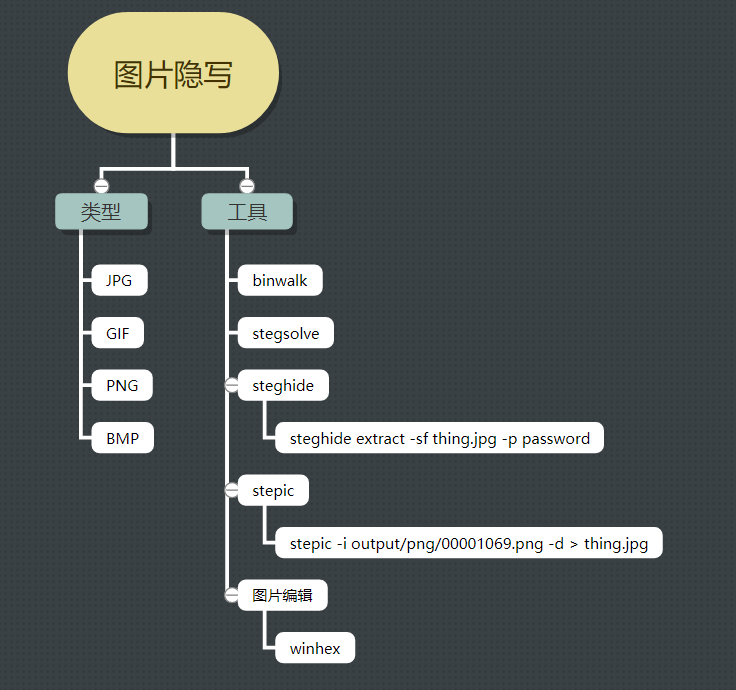 图片隐写
类型
工具
JPG
GIF
PNG
BMP
binwalk
stegsolve
steghide
steghide extract -sf thing.jpg -p password
stepic
stepic -i output/png/00001069.png -d > thing.jpg
图片编辑
winhex